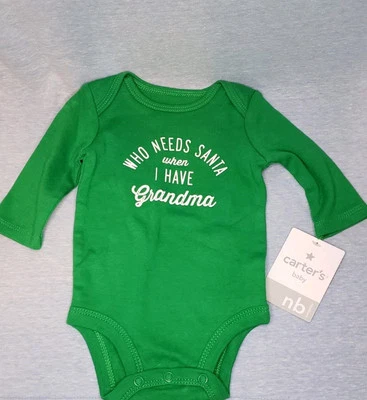 WHO NEEDS SANTA
when
I HAVE
Grandma
carter's
baby
nb